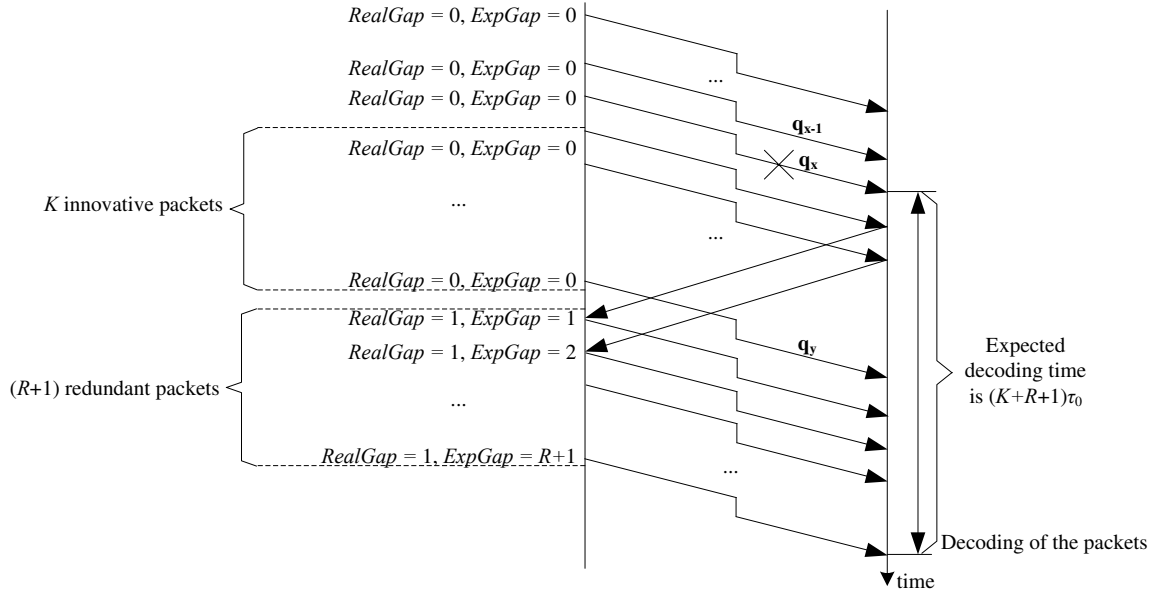 RealGap = 0, ExpGap = 0
...
RealGap = 0, ExpGap = 0
RealGap = 0, ExpGap = 0
q_{x-1}
RealGap = 0, ExpGap = 0
q_x
K innovative packets
...
...
RealGap = 0, ExpGap = 0
RealGap = 1, ExpGap = 1
q_y
RealGap = 1, ExpGap = 2
(R+1) redundant packets
...
Expected
decoding time
is (K+R+1)τ_0
RealGap = 1, ExpGap = R+1
...
Decoding of the packets
time